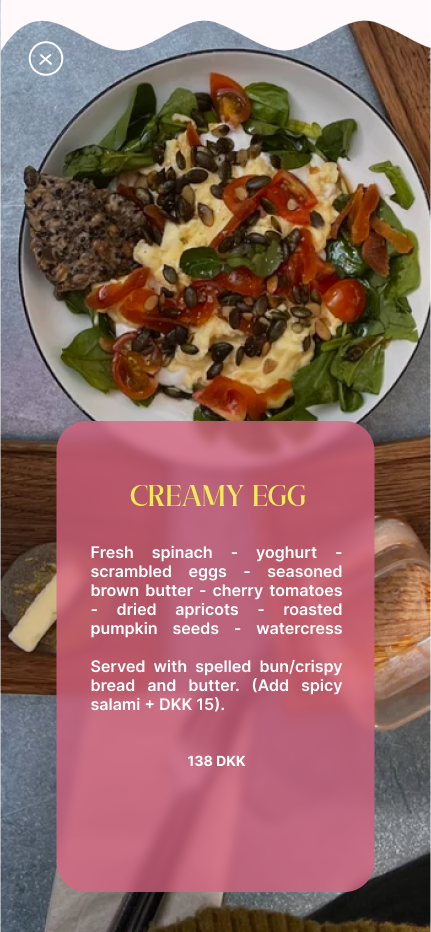 CREAMY EGG
Fresh spinach - yoghurt -
scrambled eggs - seasoned
brown butter - cherry tomatoes
- dried apricots - roasted
pumpkin seeds - watercress
Served with spelled bun/crispy
bread and butter. (Add spicy
salami + DKK 15).
138 DKK